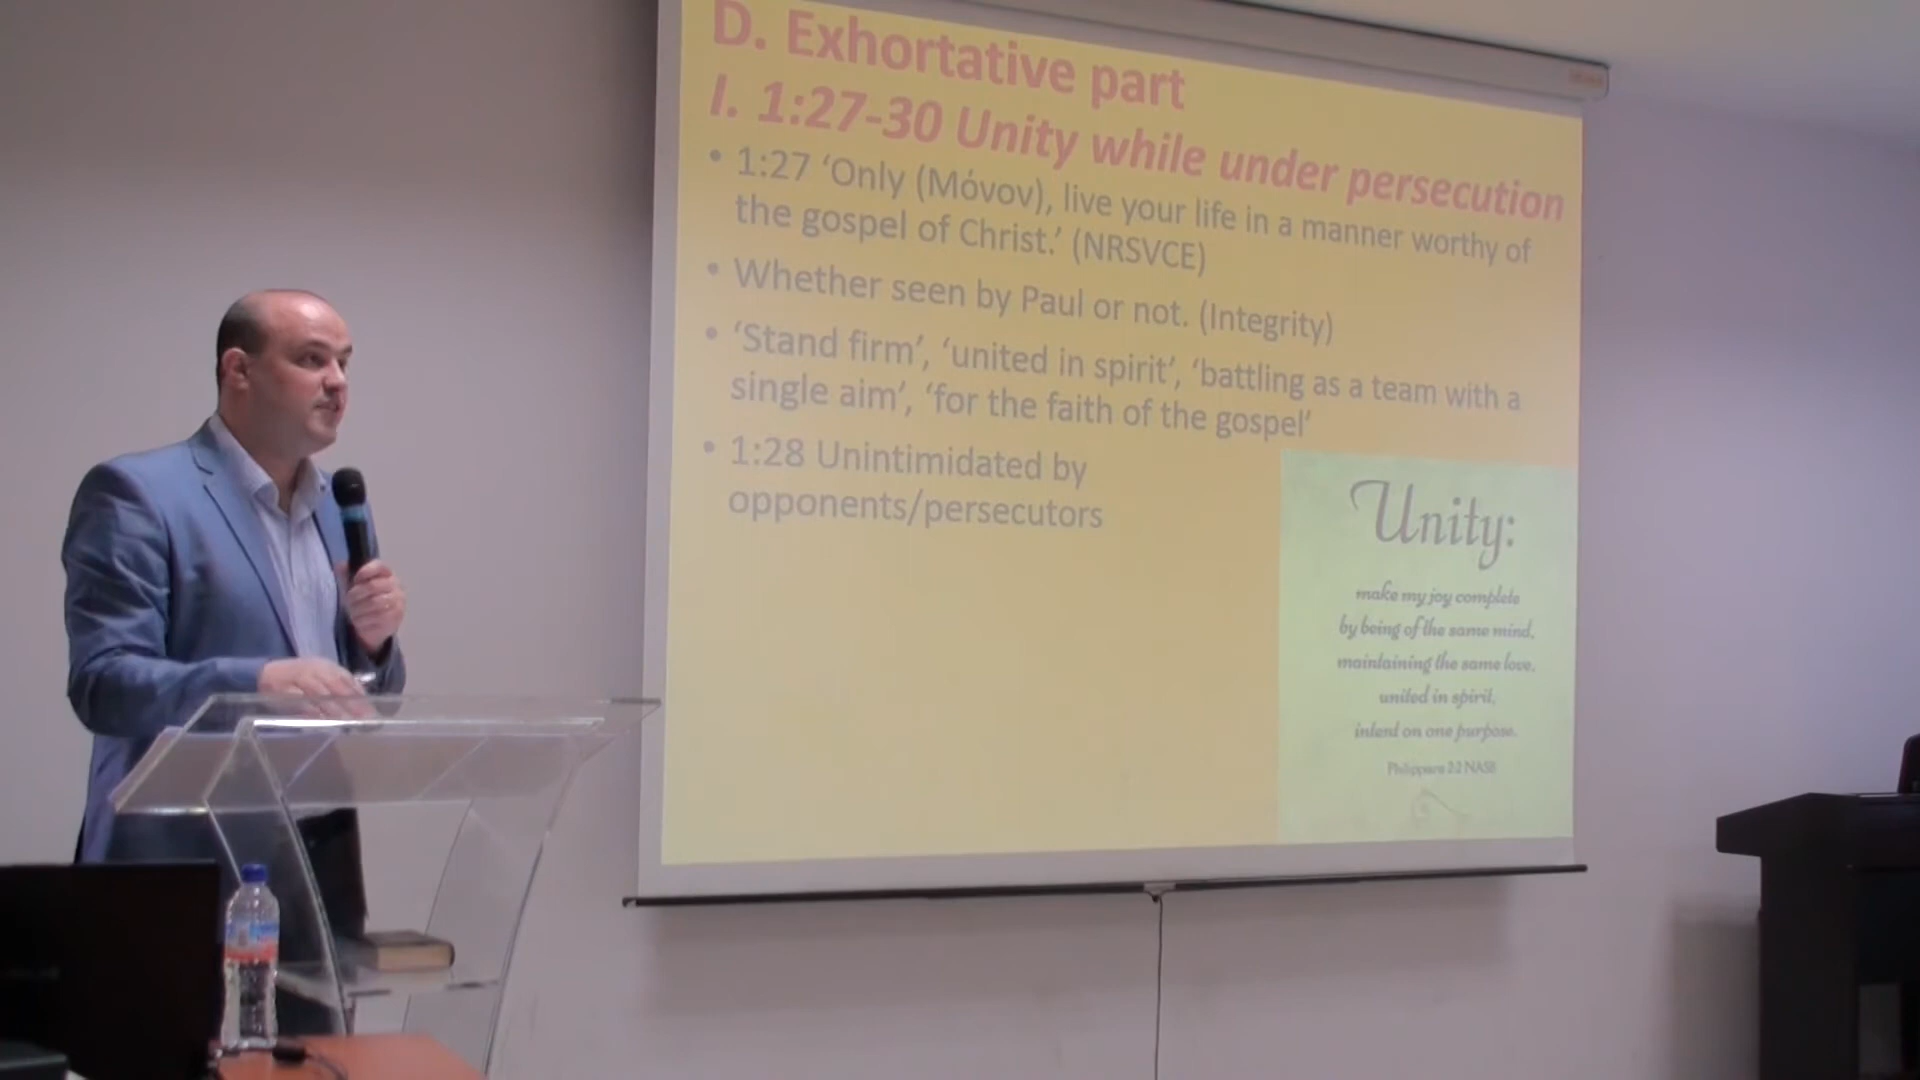 D. Exhortative part
I. 1:27-30 Unity while under persecution
• 1:27 ‘Only (Μόνον), live your life in a manner worthy of
the gospel of Christ.’ (NRSVCE)
• Whether seen by Paul or not. (Integrity)
• ‘Stand firm’, ‘united in spirit’, ‘battling as a team with a
single aim’, ‘for the faith of the gospel’
• 1:28 Unintimidated by
opponents/persecutors
Unity:
make my joy complete
by being of the same mind,
maintaining the same love,
united in spirit,
intent on one purpose.
Philippians 2:2 NASB